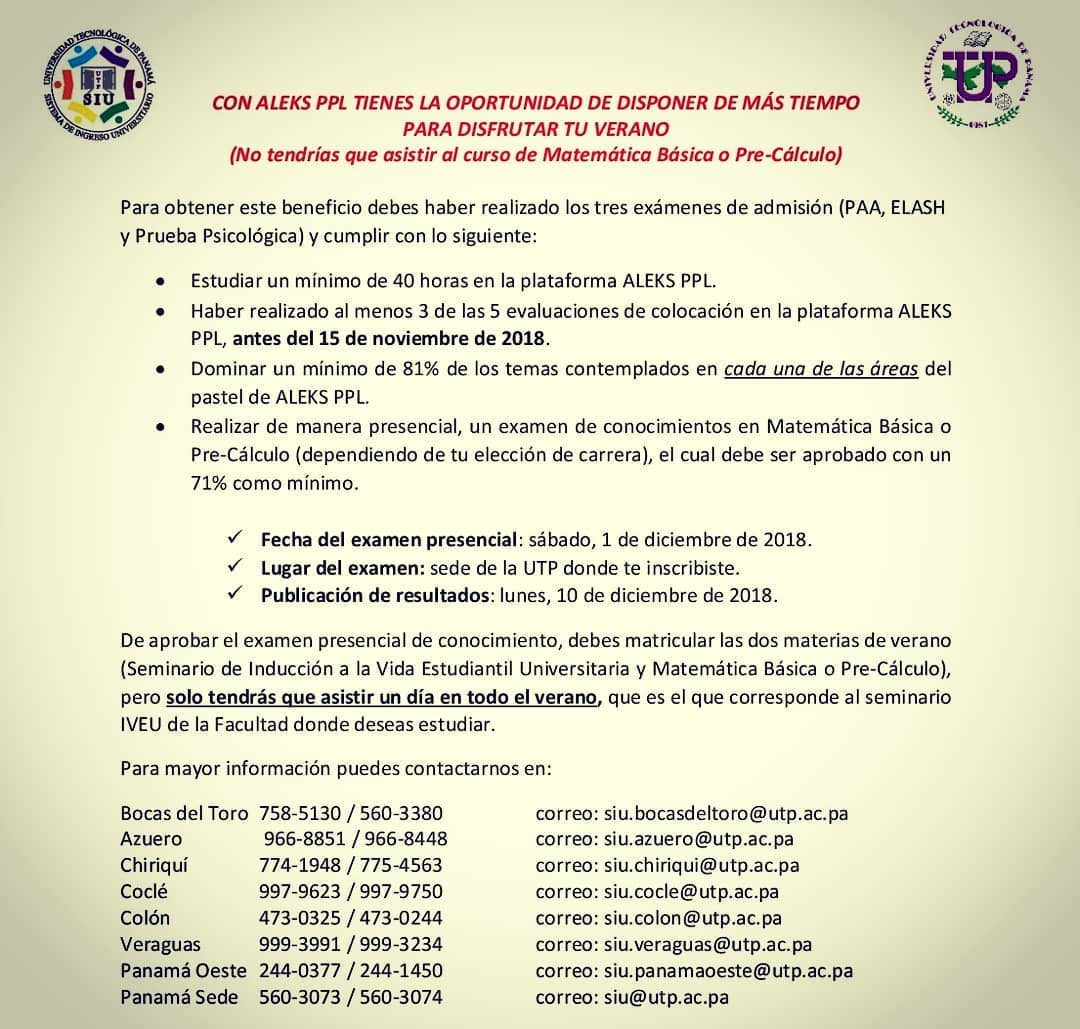 UNIVERSIDAD TECNOLÓGICA DE PANAMÁ
UTP
SIU
SISTEMA DE INGRESO UNIVERSITARIO
UNIVERSIDAD TECNOLOGICA DE PANAMA
UTP
1981
CON ALEKS PPL TIENES LA OPORTUNIDAD DE DISPONER DE MÁS TIEMPO
PARA DISFRUTAR TU VERANO
(No tendrías que asistir al curso de Matemática Básica o Pre-Cálculo)
Para obtener este beneficio debes haber realizado los tres exámenes de admisión (PAA, ELASH
y Prueba Psicológica) y cumplir con lo siguiente:
• Estudiar un mínimo de 40 horas en la plataforma ALEKS PPL.
• Haber realizado al menos 3 de las 5 evaluaciones de colocación en la plataforma ALEKS
PPL, antes del 15 de noviembre de 2018.
• Dominar un mínimo de 81% de los temas contemplados en cada una de las áreas del
pastel de ALEKS PPL.
• Realizar de manera presencial, un examen de conocimientos en Matemática Básica o
Pre-Cálculo (dependiendo de tu elección de carrera), el cual debe ser aprobado con un
71% como mínimo.
✓ Fecha del examen presencial: sábado, 1 de diciembre de 2018.
✓ Lugar del examen: sede de la UTP donde te inscribiste.
✓ Publicación de resultados: lunes, 10 de diciembre de 2018.
De aprobar el examen presencial de conocimiento, debes matricular las dos materias de verano
(Seminario de Inducción a la Vida Estudiantil Universitaria y Matemática Básica o Pre-Cálculo),
pero solo tendrás que asistir un día en todo el verano, que es el que corresponde al seminario
IVEU de la Facultad donde deseas estudiar.
Para mayor información puedes contactarnos en:
Bocas del Toro 758-5130 / 560-3380 correo: siu.bocasdeltoro@utp.ac.pa
Azuero 966-8851 / 966-8448 correo: siu.azuero@utp.ac.pa
Chiriquí 774-1948 / 775-4563 correo: siu.chiriqui@utp.ac.pa
Coclé 997-9623 / 997-9750 correo: siu.cocle@utp.ac.pa
Colón 473-0325 / 473-0244 correo: siu.colon@utp.ac.pa
Veraguas 999-3991 / 999-3234 correo: siu.veraguas@utp.ac.pa
Panamá Oeste 244-0377 / 244-1450 correo: siu.panamaoeste@utp.ac.pa
Panamá Sede 560-3073 / 560-3074 correo: siu@utp.ac.pa